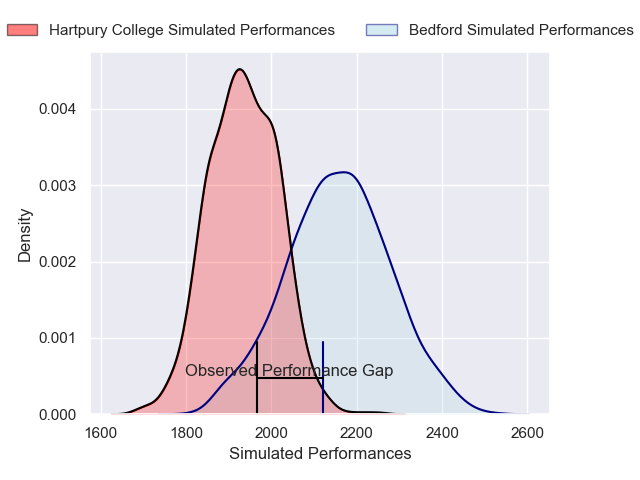 Hartpury College Simulated Performances
Bedford Simulated Performances
0.004
0.003
0.002
0.001
0.000
Density
Observed Performance Gap
1600 1800 2000 2200 2400 2600
Simulated Performances